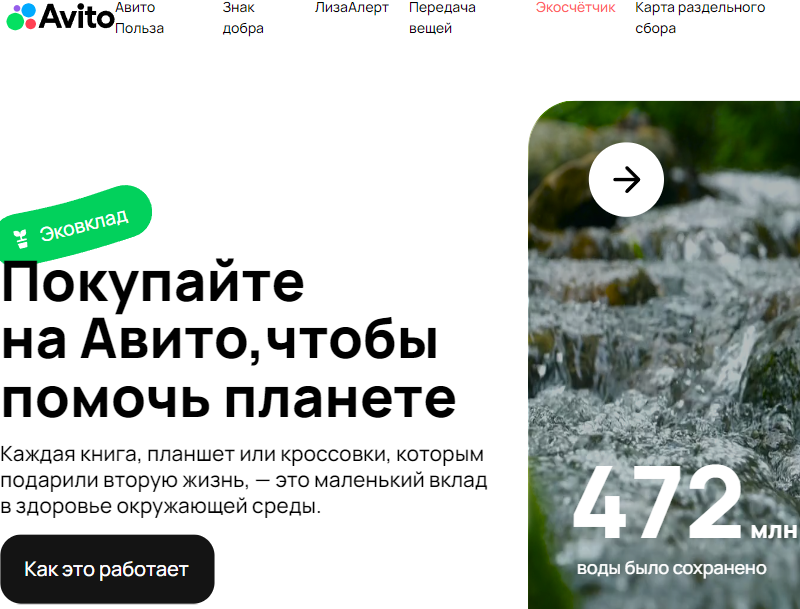 Avito
Авито
Польза
Знак
добра
ЛизаАлерт
Передача
вещей
Экосчётчик
Карта раздельного
сбора
Эковклад
Покупайте
на Авито,чтобы
помочь планете
Каждая книга, планшет или кроссовки, которым
подарили вторую жизнь, — это маленький вклад
в здоровье окружающей среды.
Как это работает
472 млн
воды было сохранено